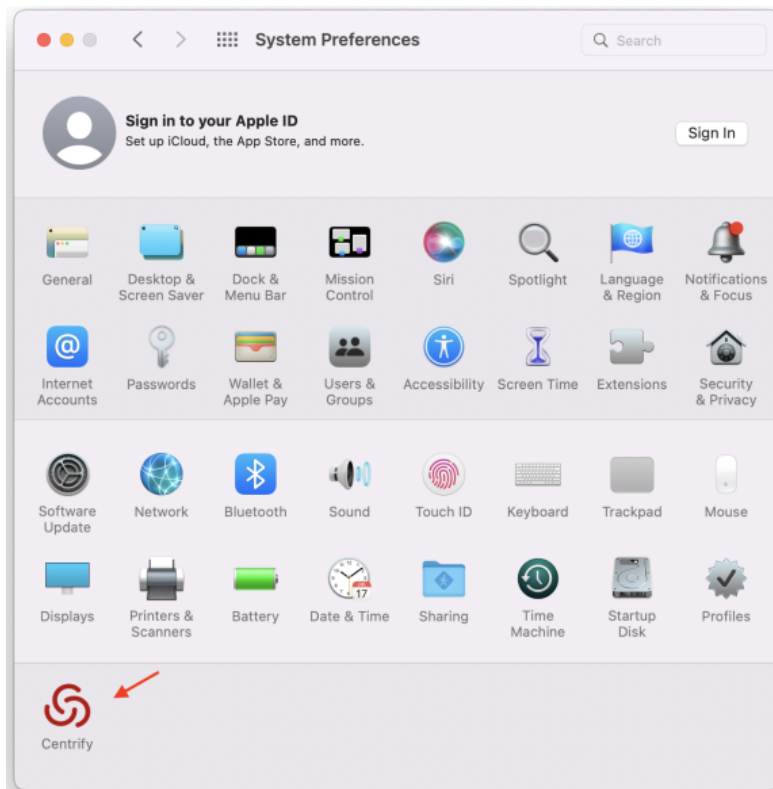 System Preferences
Search
Sign in to your Apple ID
Set up iCloud, the App Store, and more.
Sign In
General
Desktop &
Screen Saver
Dock &
Menu Bar
Mission
Control
Siri
Spotlight
Language
& Region
Notifications
& Focus
Internet
Accounts
Passwords
Wallet &
Apple Pay
Users &
Groups
Accessibility
Screen Time
Extensions
Security
& Privacy
Software
Update
Network
Bluetooth
Sound
Touch ID
Keyboard
Trackpad
Mouse
Displays
Printers &
Scanners
Battery
Date & Time
Sharing
Time
Machine
Startup
Disk
Profiles
Centrify